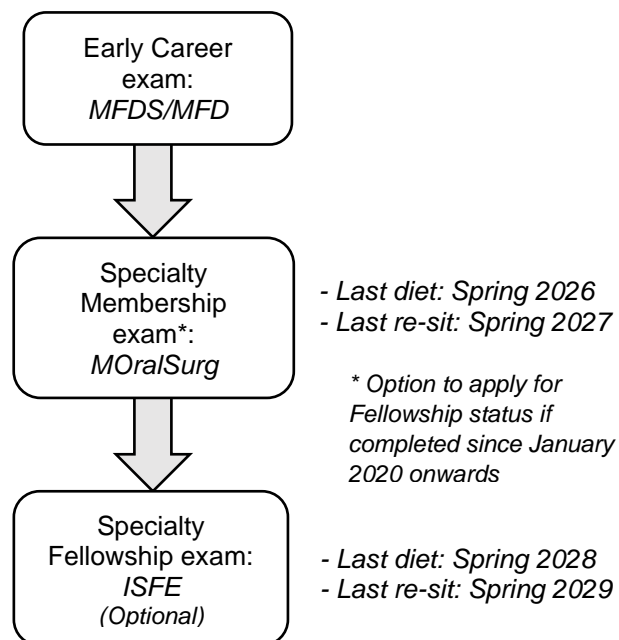 Early Career
exam:
MFDS/MFD
Specialty
Membership
exam*:
MOralSurg
- Last diet: Spring 2026
- Last re-sit: Spring 2027
* Option to apply for
Fellowship status if
completed since January
2020 onwards
Specialty
Fellowship exam:
ISFE
(Optional)
- Last diet: Spring 2028
- Last re-sit: Spring 2029